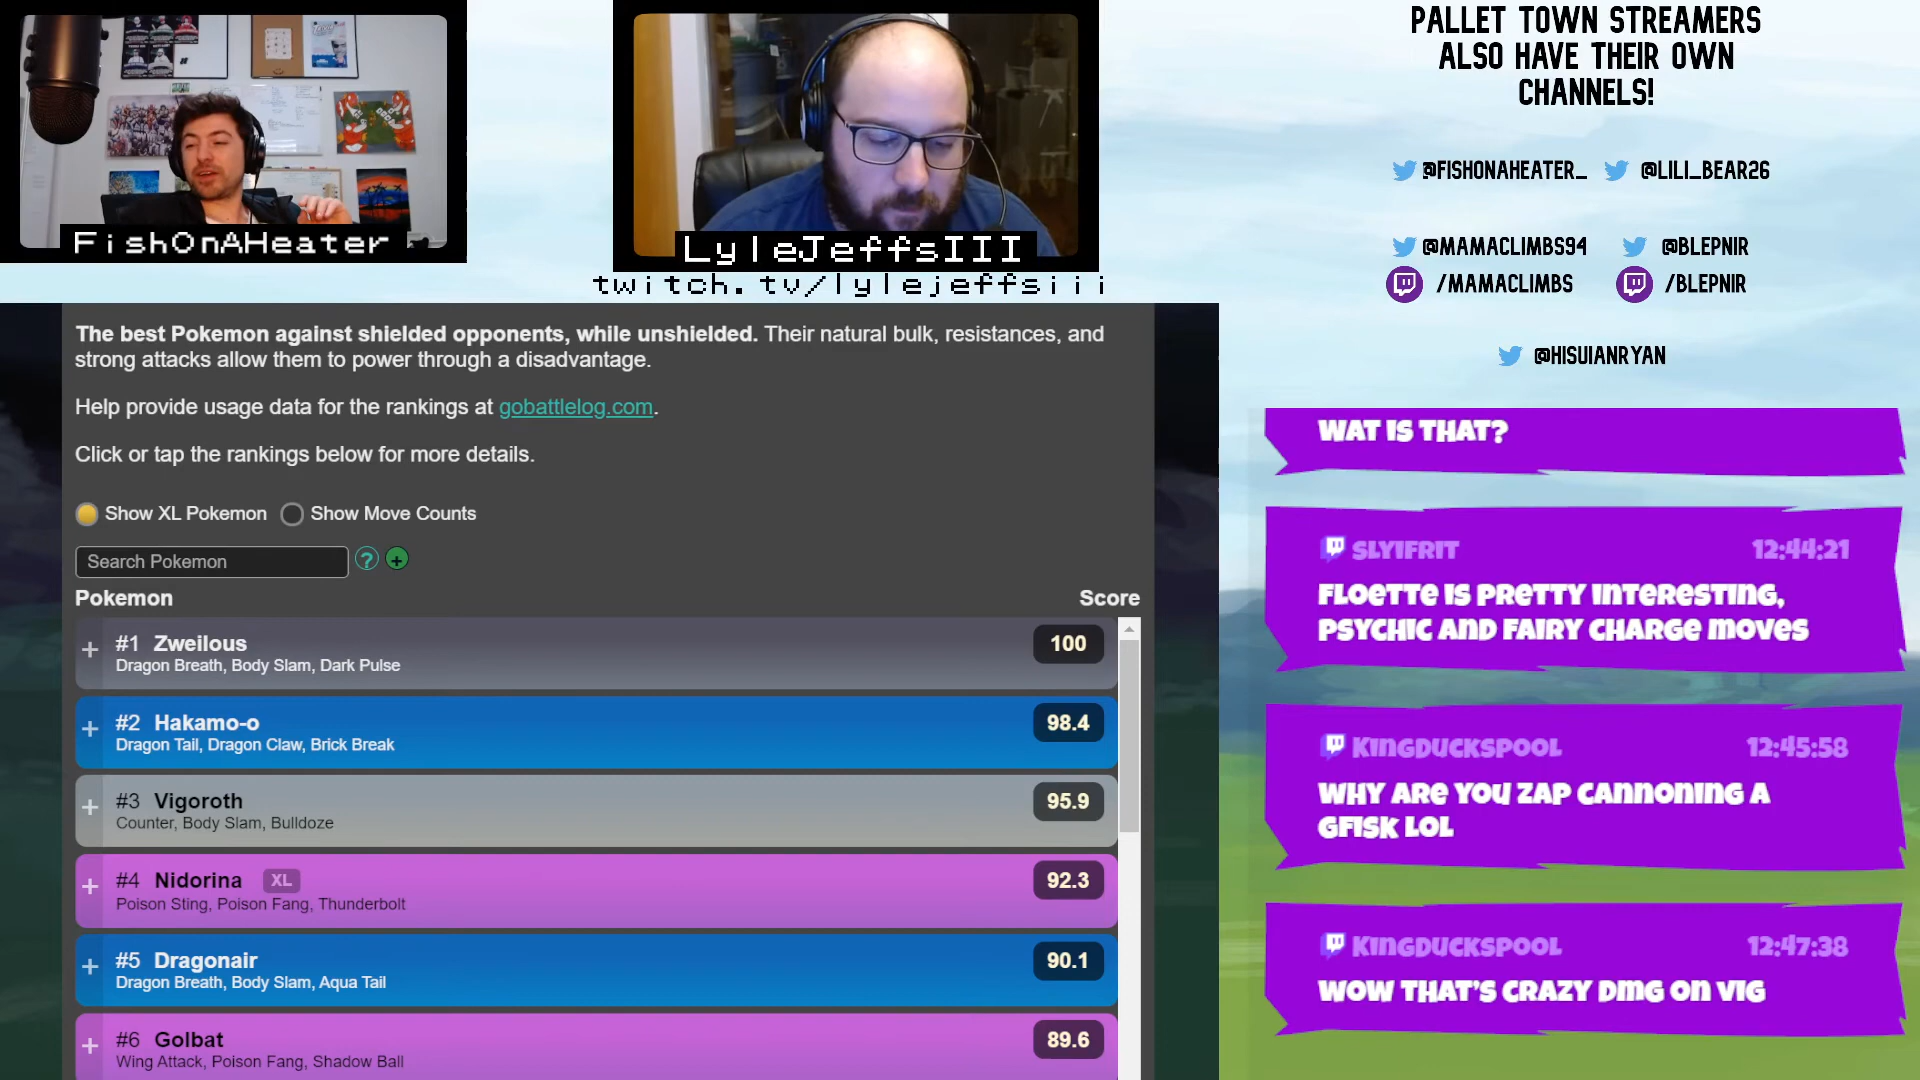 FishOnAHeater
LyleJeffsIII
twitch.tv/lylejeffsiii
PALLET TOWN STREAMERS
ALSO HAVE THEIR OWN
CHANNELS!
@FISHONAHEATER_
@LILI_BEAR26
@MAMACLIMBS94
@BLEPNIR
/MAMACLIMBS
/BLEPNIR
@HISUIANRYAN
The best Pokemon against shielded opponents, while unshielded. Their natural bulk, resistances, and
strong attacks allow them to power through a disadvantage.
Help provide usage data for the rankings at gobattlelog.com.
Click or tap the rankings below for more details.
Show XL Pokemon
Show Move Counts
Search Pokemon
?
+
Pokemon
Score
+
#1 Zweilous
100
Dragon Breath, Body Slam, Dark Pulse
+
#2 Hakamo-o
98.4
Dragon Tail, Dragon Claw, Brick Break
+
#3 Vigoroth
95.9
Counter, Body Slam, Bulldoze
+
#4 Nidorina XL
92.3
Poison Sting, Poison Fang, Thunderbolt
+
#5 Dragonair
90.1
Dragon Breath, Body Slam, Aqua Tail
+
#6 Golbat
89.6
Wing Attack, Poison Fang, Shadow Ball
WAT IS THAT?
SLYIFRIT
12:44:21
FLOETTE IS PRETTY INTERESTING,
PSYCHIC AND FAIRY CHARGE MOVES
KINGDUCKSPOOL
12:45:58
WHY ARE YOU ZAP CANNONING A
GFISK LOL
KINGDUCKSPOOL
12:47:38
WOW THAT'S CRAZY DMG ON VIG